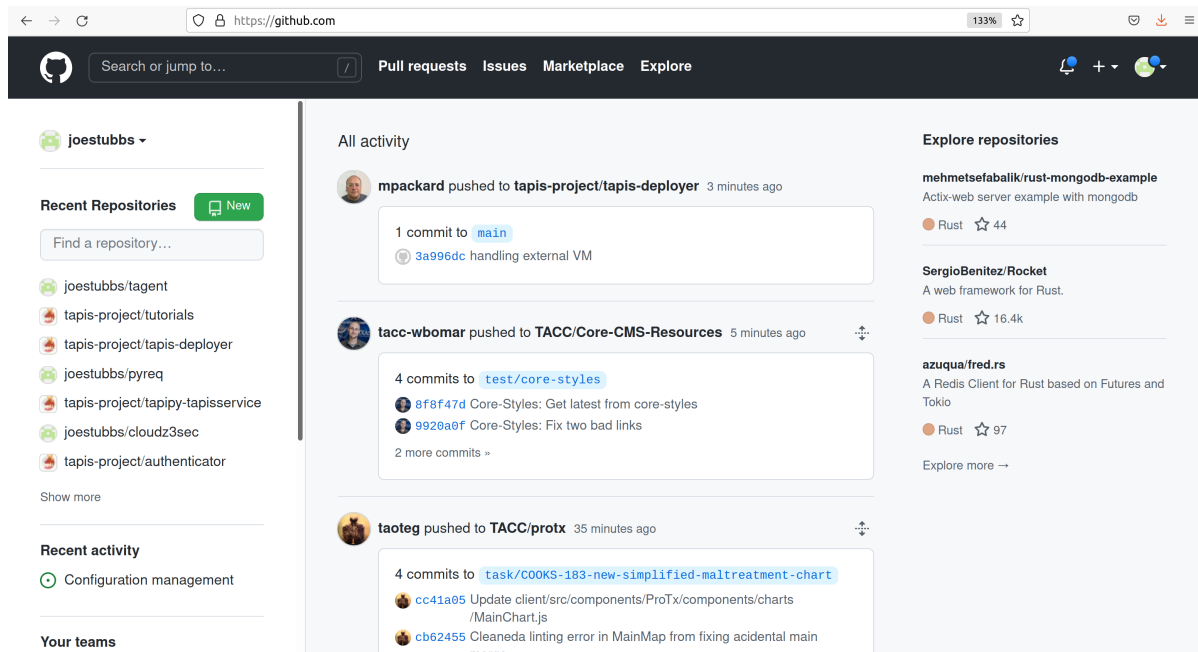 https://github.com
133%
Search or jump to…
/
Pull requests
Issues
Marketplace
Explore
joestubbs
Recent Repositories
New
Find a repository…
joestubbs/tagent
tapis-project/tutorials
tapis-project/tapis-deployer
joestubbs/pyreq
tapis-project/tapipy-tapisservice
joestubbs/cloudz3sec
tapis-project/authenticator
Show more
Recent activity
Configuration management
Your teams
All activity
mpackard pushed to tapis-project/tapis-deployer 3 minutes ago
1 commit to main
3a996dc handling external VM
tacc-wbomar pushed to TACC/Core-CMS-Resources 5 minutes ago
4 commits to test/core-styles
8f8f47d Core-Styles: Get latest from core-styles
9920a0f Core-Styles: Fix two bad links
2 more commits »
taoteg pushed to TACC/protx 35 minutes ago
4 commits to task/COOKS-183-new-simplified-maltreatment-chart
cc41a05 Update client/src/components/ProTx/components/charts
/MainChart.js
cb62455 Cleaneda linting error in MainMap from fixing acidental main
Explore repositories
mehmetsefabalik/rust-mongodb-example
Actix-web server example with mongodb
Rust 44
SergioBenitez/Rocket
A web framework for Rust.
Rust 16.4k
azuqua/fred.rs
A Redis Client for Rust based on Futures and
Tokio
Rust 97
Explore more →